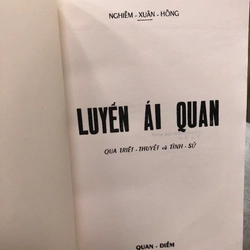 NGHIÊM - XUÂN - HỒNG
LUYẾN ÁI QUAN
QUA TRIẾT - THUYẾT và TÌNH - SỬ
QUAN - ĐIỂM